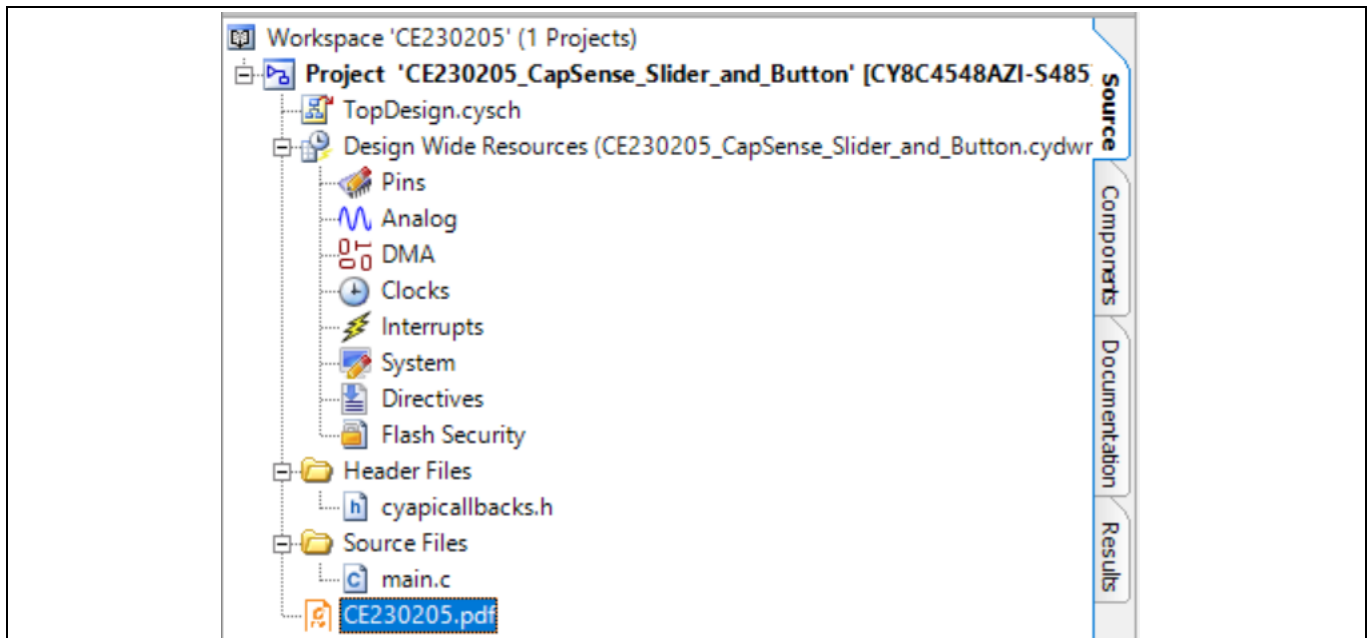 Workspace 'CE230205' (1 Projects)
Project 'CE230205_CapSense_Slider_and_Button' [CY8C4548AZI-S485]
TopDesign.cysch
Design Wide Resources (CE230205_CapSense_Slider_and_Button.cydwr
Pins
Analog
DMA
Clocks
Interrupts
System
Directives
Flash Security
Header Files
cyapicallbacks.h
Source Files
main.c
CE230205.pdf
Source
Components
Documentation
Results